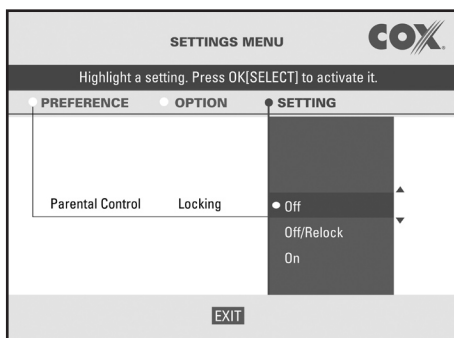 SETTINGS MENU
COX
Highlight a setting. Press OK[SELECT] to activate it.
PREFERENCE OPTION SETTING
Parental Control Locking Off
Off/Relock
On
EXIT